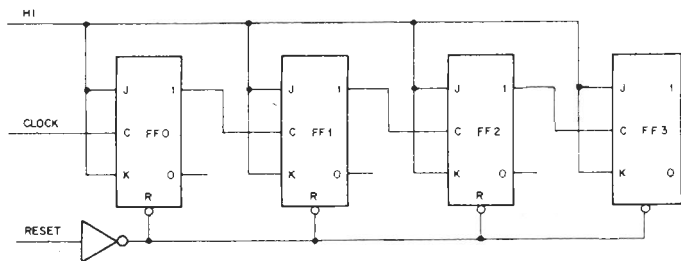 HI
J 1 J 1 J 1 J 1
CLOCK
C FF0 C FF1 C FF2 C FF3
K 0 K 0 K 0 K 0
R R R R
RESET